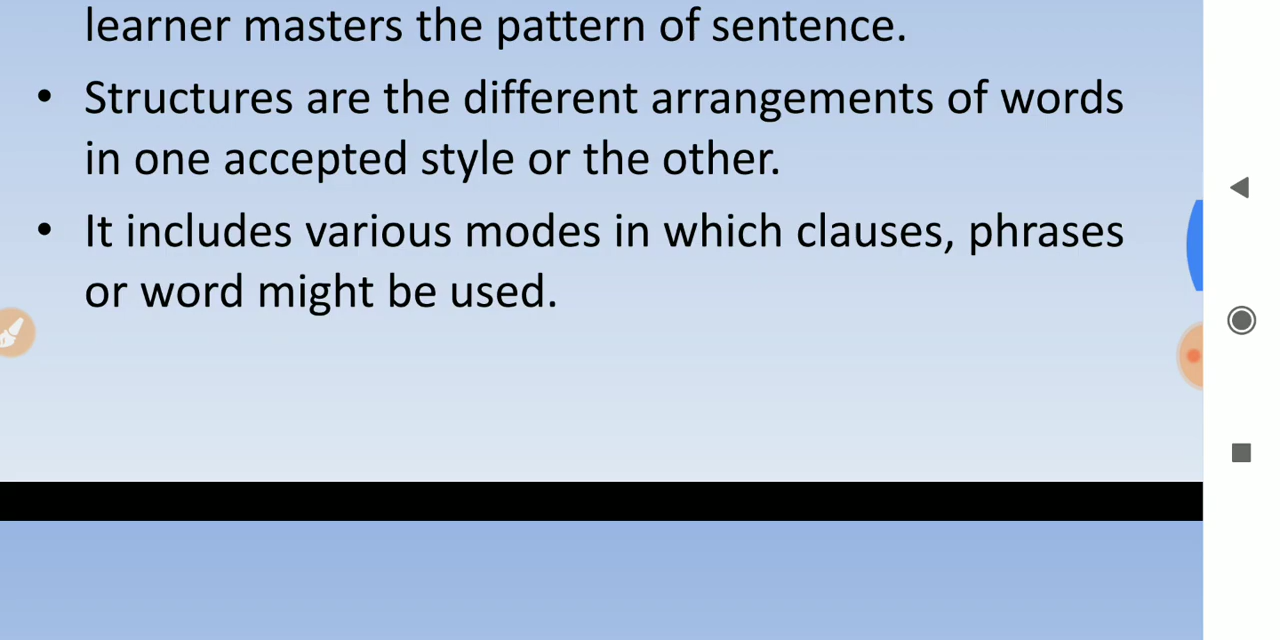 learner masters the pattern of sentence.
• Structures are the different arrangements of words
in one accepted style or the other.
• It includes various modes in which clauses, phrases
or word might be used.